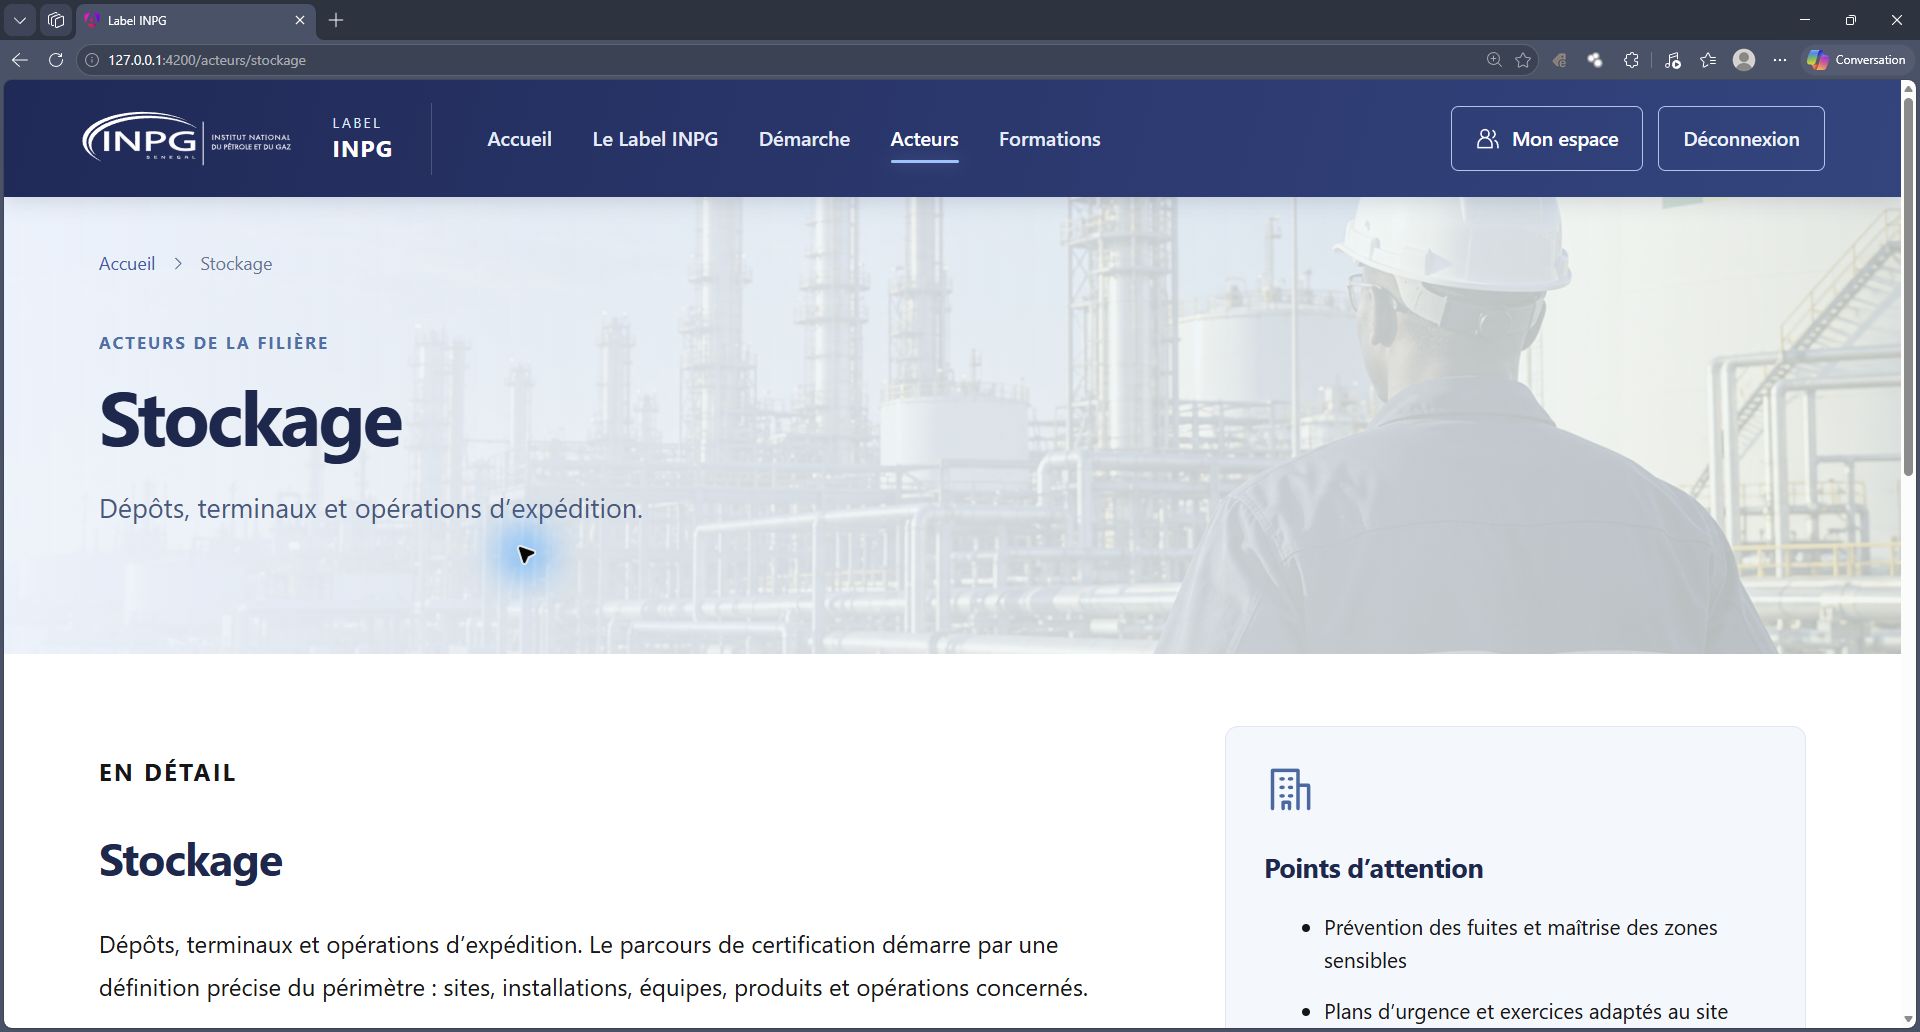 Label INPG
127.0.0.1:4200/acteurs/stockage
Conversation
INPG
SENEGAL
INSTITUT NATIONAL
DU PÉTROLE ET DU GAZ
LABEL
INPG
Accueil
Le Label INPG
Démarche
Acteurs
Formations
Mon espace
Déconnexion
Accueil > Stockage
ACTEURS DE LA FILIÈRE
Stockage
Dépôts, terminaux et opérations d’expédition.
EN DÉTAIL
Stockage
Dépôts, terminaux et opérations d’expédition. Le parcours de certification démarre par une
définition précise du périmètre : sites, installations, équipes, produits et opérations concernés.
Points d’attention
• Prévention des fuites et maîtrise des zones
sensibles
• Plans d’urgence et exercices adaptés au site